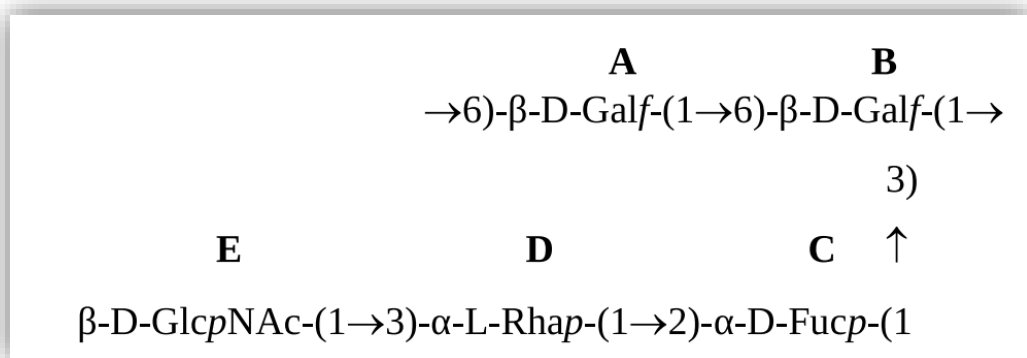 A B
→6)-β-D-Galf-(1→6)-β-D-Galf-(1→
3)
E D C ↑
β-D-GlcpNAc-(1→3)-α-L-Rhap-(1→2)-α-D-Fucp-(1